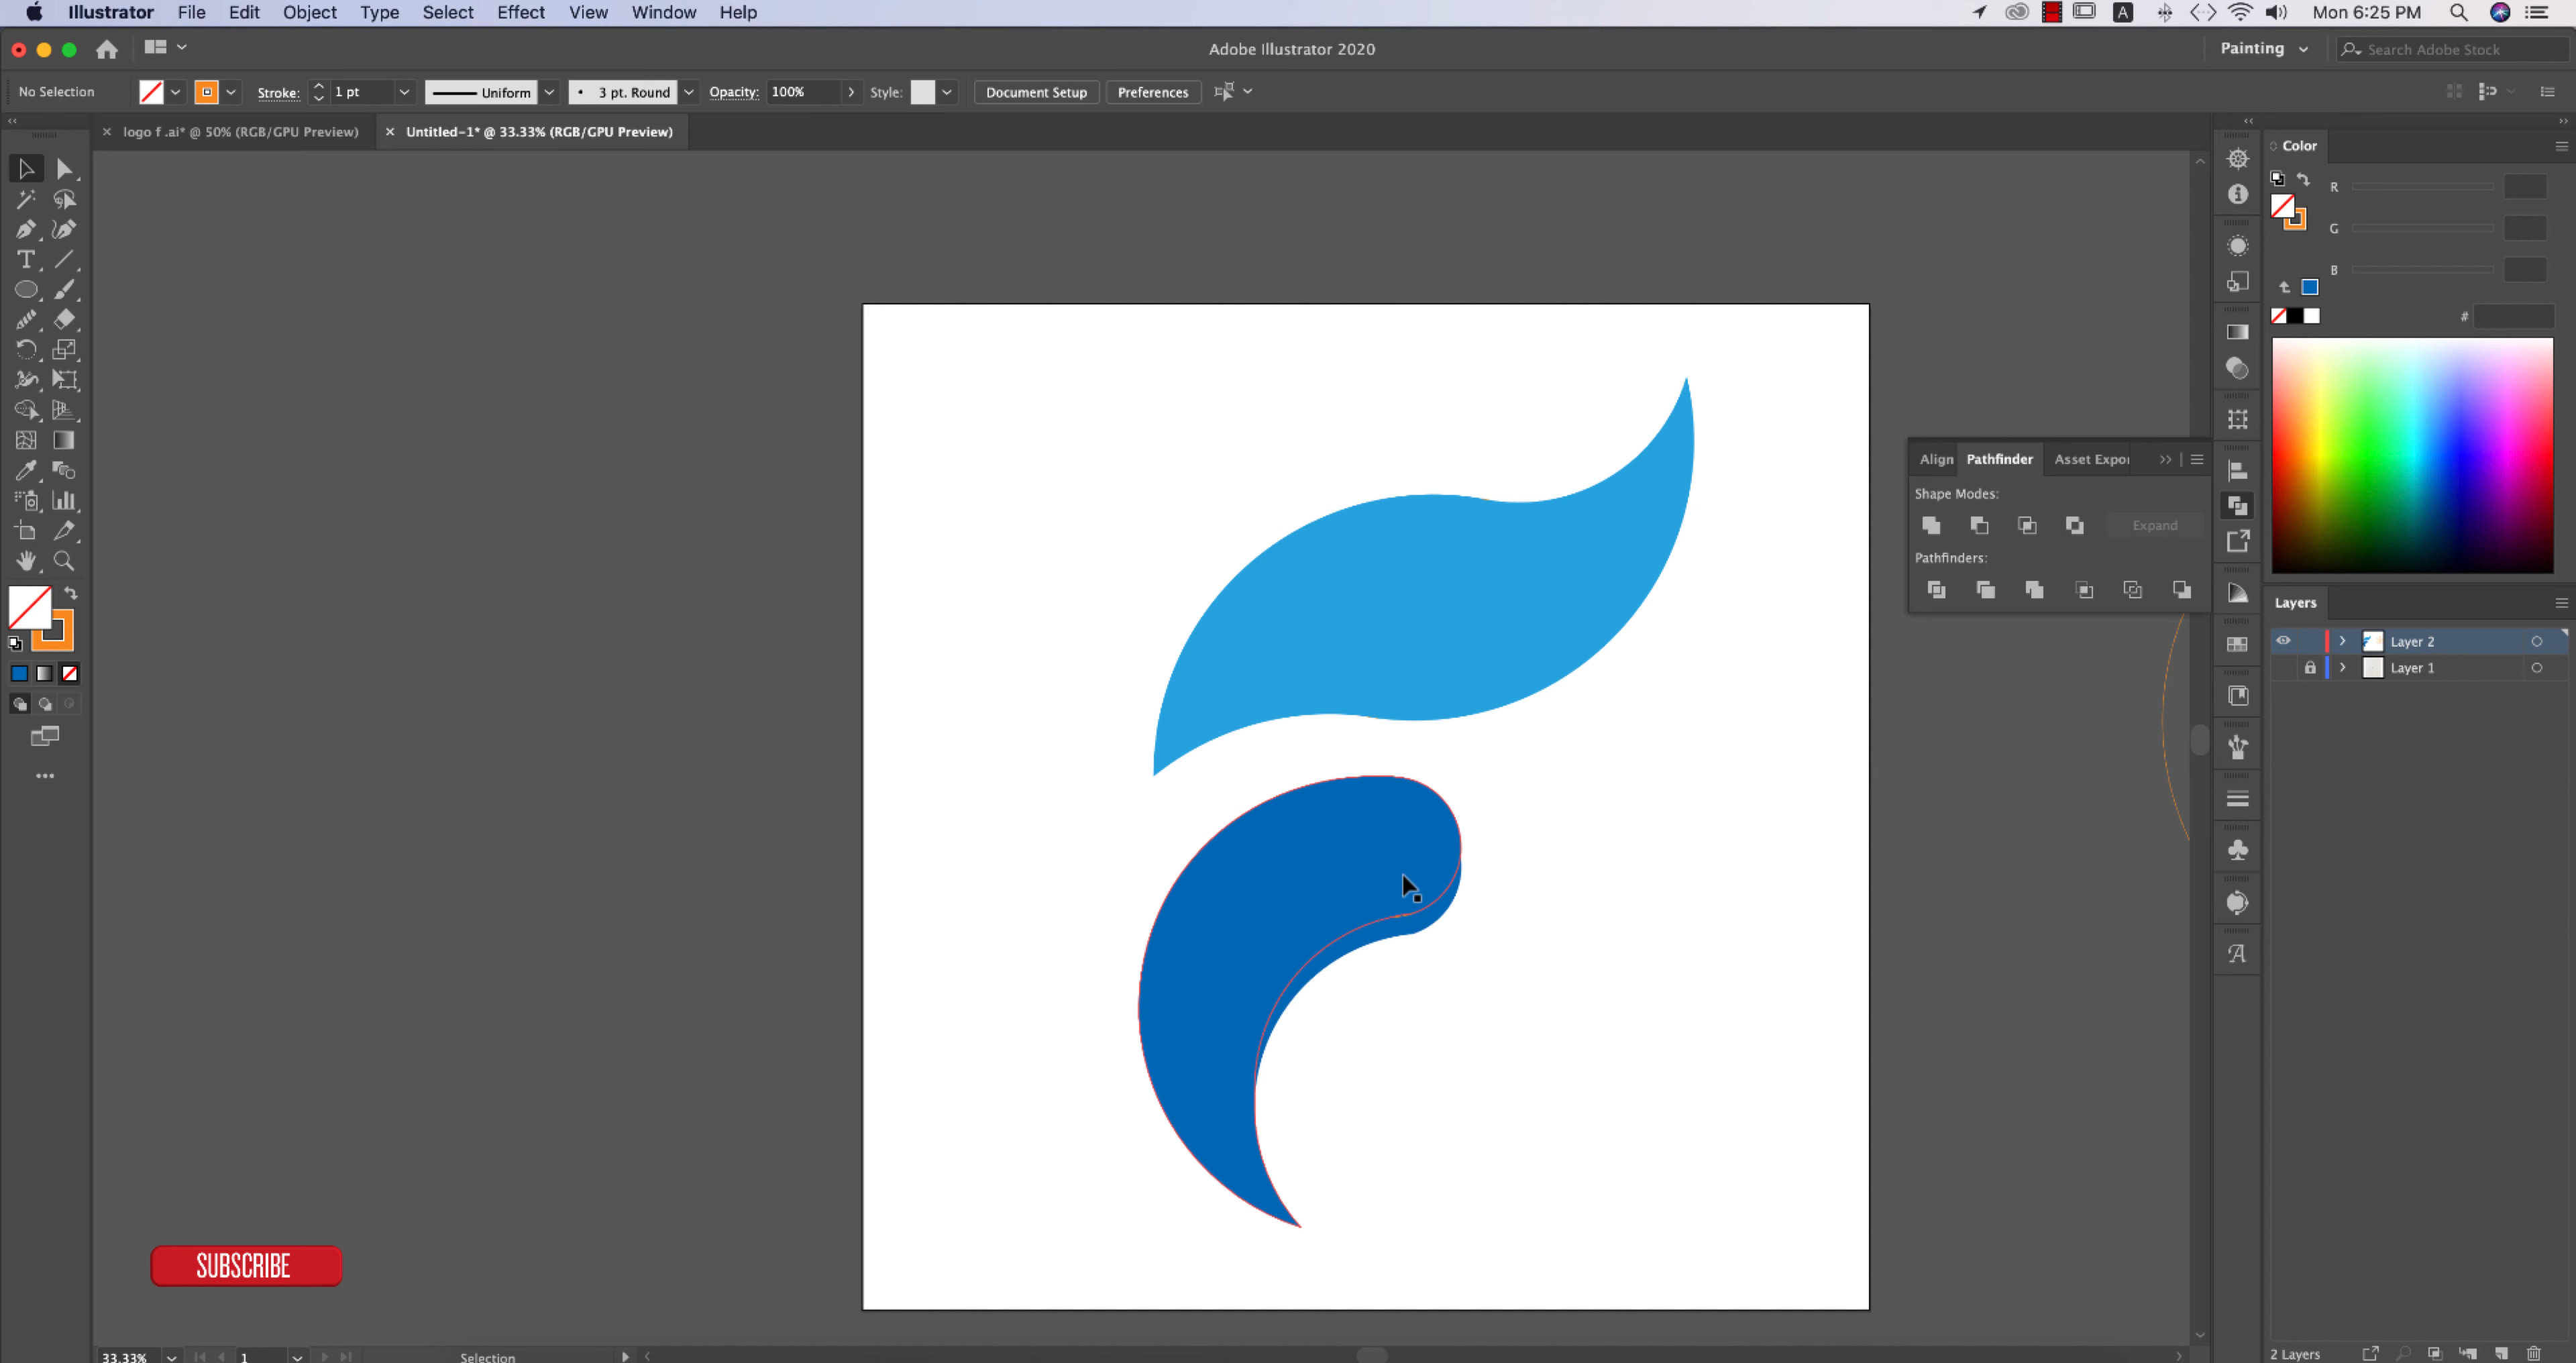 Illustrator File Edit Object Type Select Effect View Window Help
A Mon 6:25 PM
Adobe Illustrator 2020
Painting
Search Adobe Stock
No Selection Stroke: 1 pt Uniform 3 pt. Round Opacity: 100% Style: Document Setup Preferences
logo f .ai* @ 50% (RGB/GPU Preview)
Untitled-1* @ 33.33% (RGB/GPU Preview)
Color
R
G
B
#
Align Pathfinder Asset Expor
Shape Modes:
Expand
Pathfinders:
Layers
Layer 2
Layer 1
SUBSCRIBE
33.33% 1 Selection
2 Layers